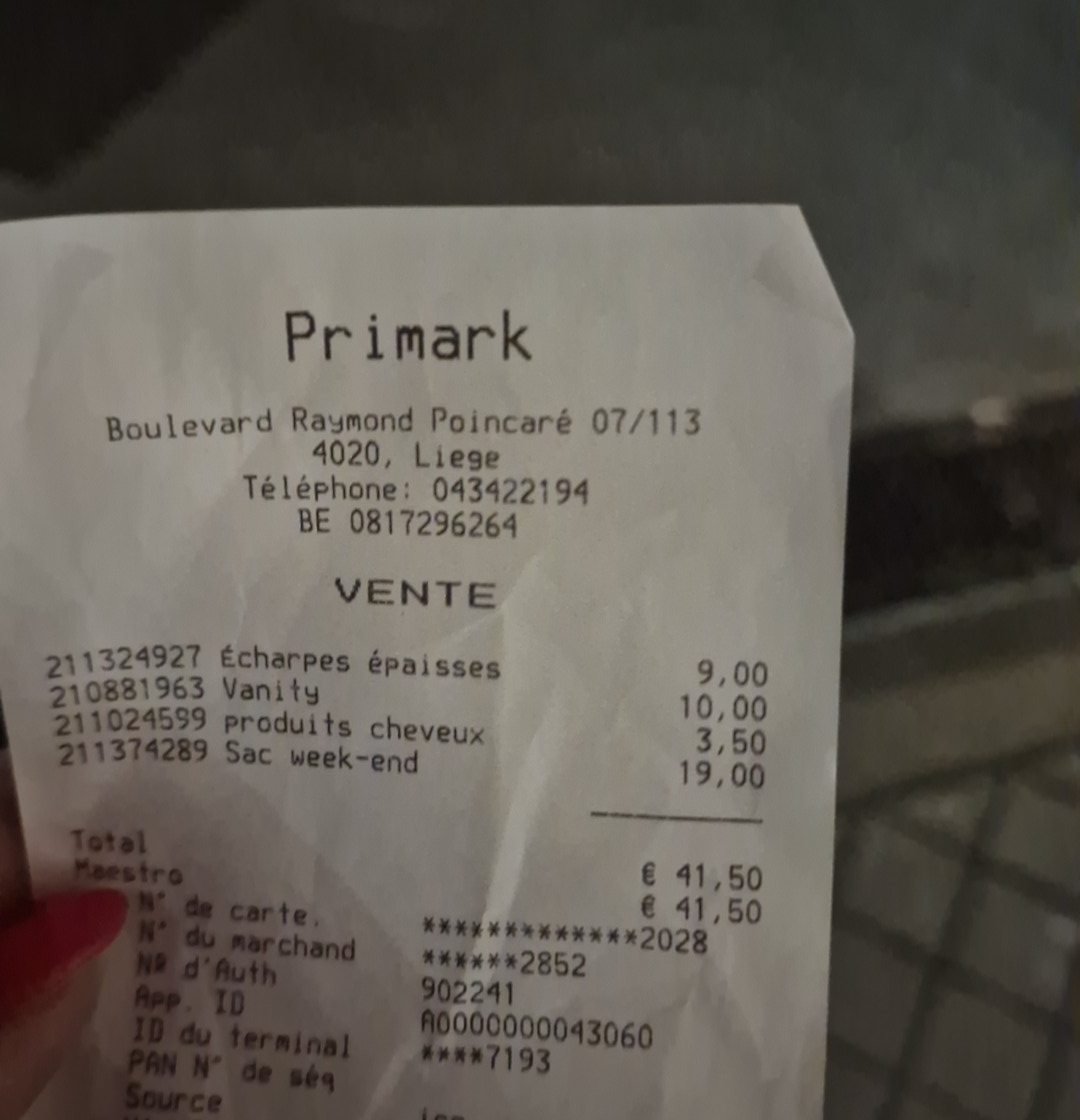 Primark
Boulevard Raymond Poincaré 07/113
4020, Liege
Téléphone: 043422194
BE 0817296264
VENTE
211324927 Écharpes épaisses 9,00
210881963 Vanity 10,00
211024599 produits cheveux 3,50
211374289 Sac week-end 19,00
Total € 41,50
Maestro € 41,50
N° de carte. *************2028
N° du marchand ******2852
Nº d'Auth 902241
App. ID A0000000043060
ID du terminal ****7193
PAN N° de séq
Source